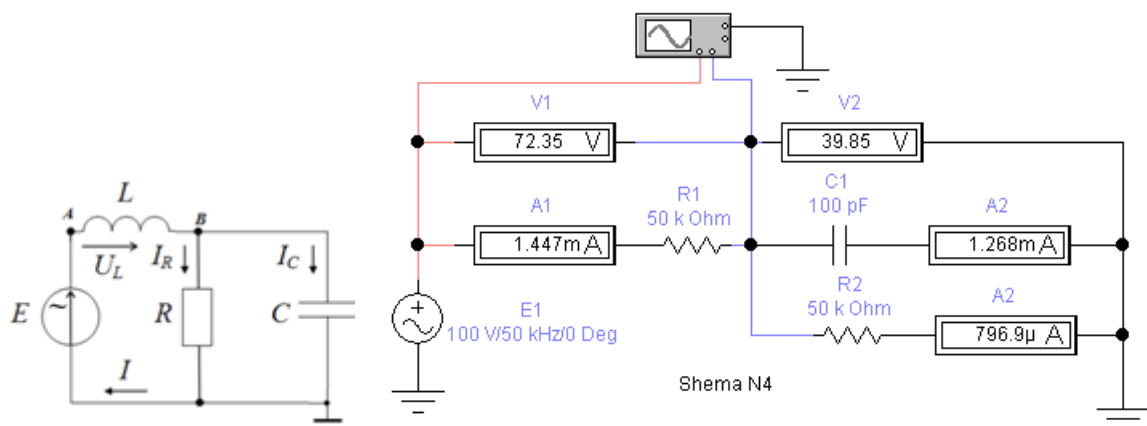 A
L
B
U_L
I_R
I_C
E
~
R
C
I
V1
72.35 V
V2
39.85 V
A1
1.447m A
R1
50 k Ohm
C1
100 pF
A2
1.268m A
R2
50 k Ohm
A2
796.9µ A
E1
100 V/50 kHz/0 Deg
Shema N4